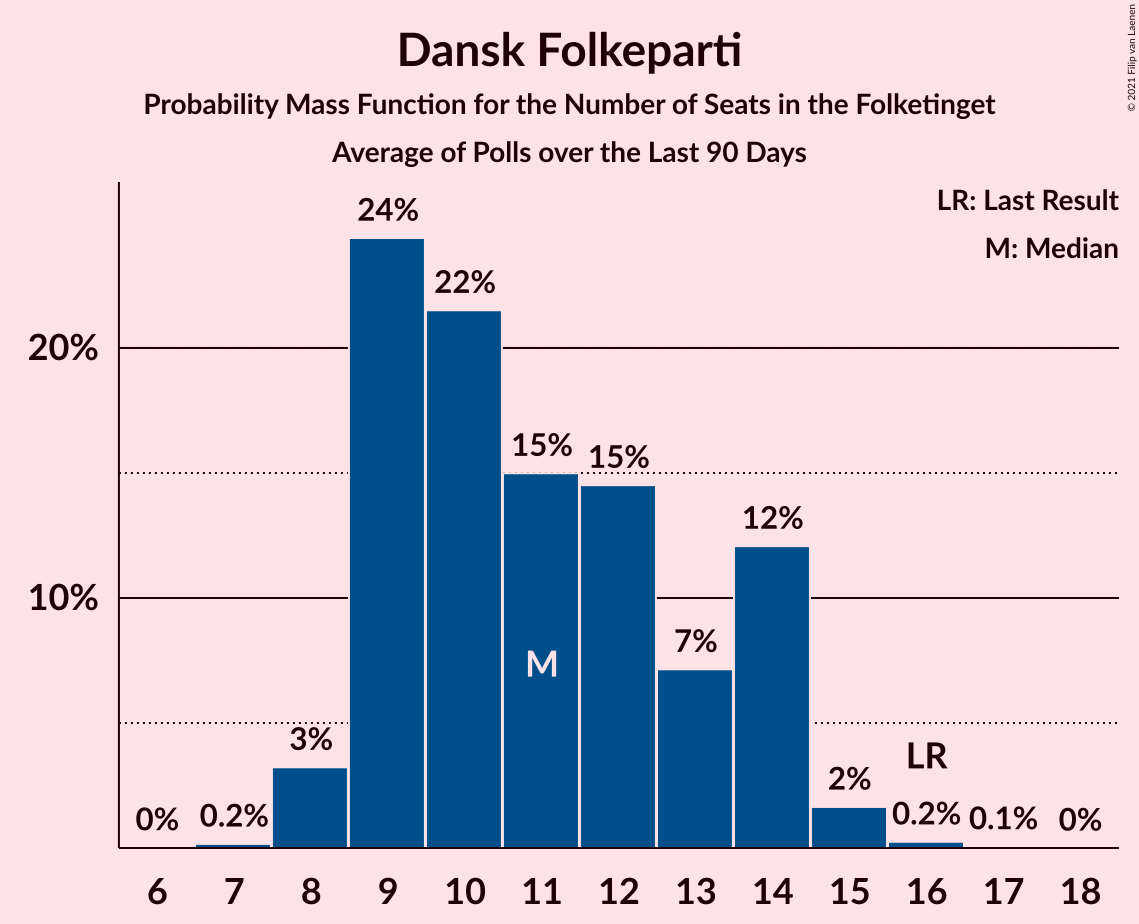 Dansk Folkeparti
Probability Mass Function for the Number of Seats in the Folketinget
Average of Polls over the Last 90 Days
© 2021 Filip van Laenen
LR: Last Result
M: Median
24%
22%
20%
15%
15%
12%
10%
7%
M
3%
LR
2%
0%
0.2%
0.2%
0.1%
0%
6 7 8 9 10 11 12 13 14 15 16 17 18